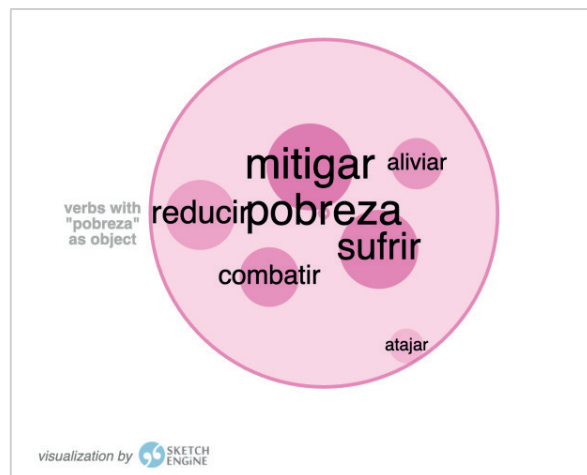 mitigar
aliviar
verbs with
"pobreza"
as object
reducir
pobreza
sufrir
combatir
atajar
visualization by SKETCH
ENGINE